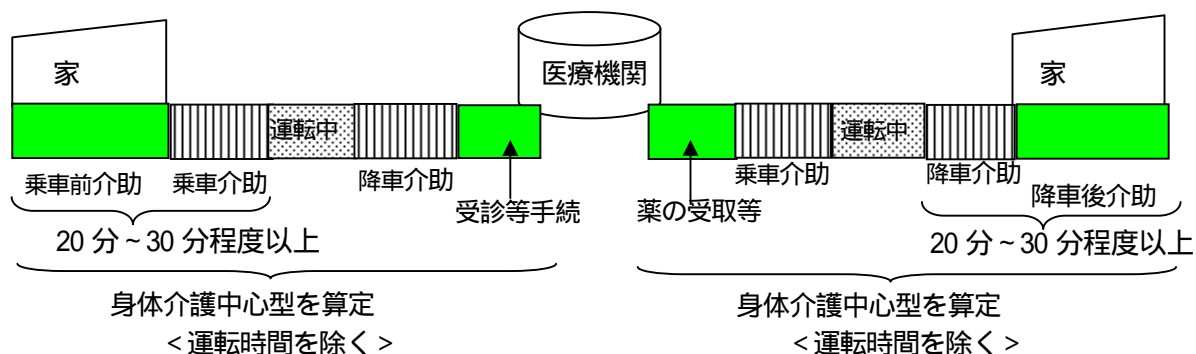 家
医療機関
家
運転中
運転中
乗車前介助
乗車介助
降車介助
受診等手続
薬の受取等
乗車介助
降車介助
降車後介助
20 分~30 分程度以上
20 分~30 分程度以上
身体介護中心型を算定
<運転時間を除く>
身体介護中心型を算定
<運転時間を除く>